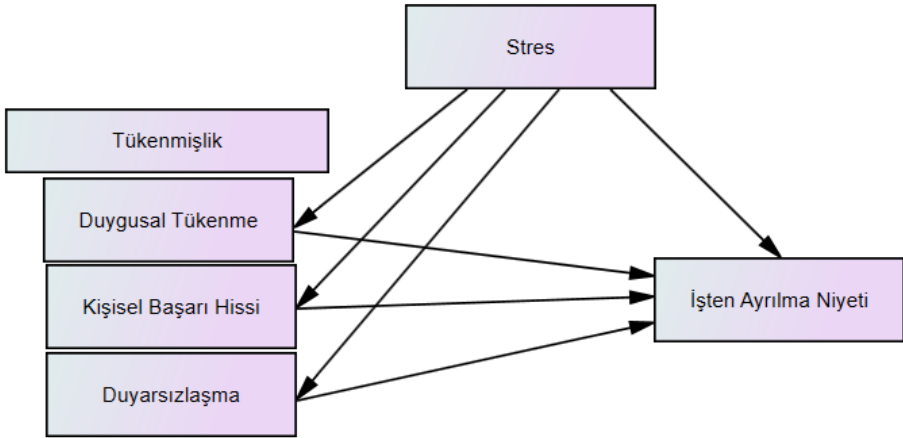 Stres
Tükenmişlik
Duygusal Tükenme
Kişisel Başarı Hissi
İşten Ayrılma Niyeti
Duyarsızlaşma